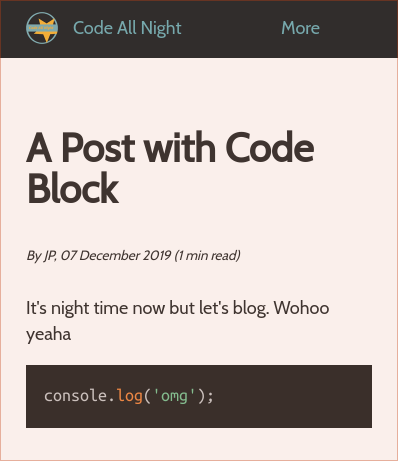 Code All Night More
A Post with Code
Block
By JP, 07 December 2019 (1 min read)
It's night time now but let's blog. Wohoo
yeaha
console.log('omg');